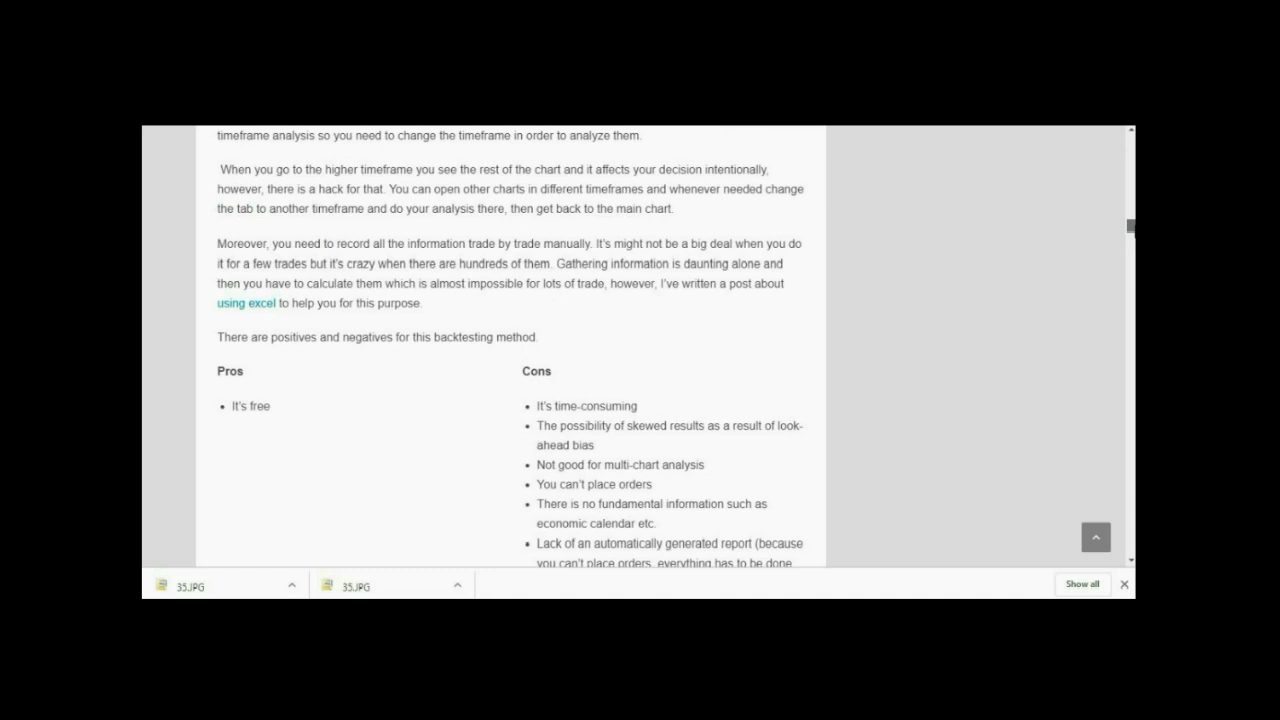 timeframe analysis so you need to change the timeframe in order to analyze them.
When you go to the higher timeframe you see the rest of the chart and it affects your decision intentionally,
however, there is a hack for that. You can open other charts in different timeframes and whenever needed change
the tab to another timeframe and do your analysis there, then get back to the main chart.
Moreover, you need to record all the information trade by trade manually. It's might not be a big deal when you do
it for a few trades but it's crazy when there are hundreds of them. Gathering information is daunting alone and
then you have to calculate them which is almost impossible for lots of trade, however, I've written a post about
using excel to help you for this purpose.
There are positives and negatives for this backtesting method.
Pros
• It's free
Cons
• It's time-consuming
• The possibility of skewed results as a result of look-
ahead bias
• Not good for multi-chart analysis
• You can't place orders
• There is no fundamental information such as
economic calendar etc.
• Lack of an automatically generated report (because
you can't place orders, everything has to be done
35.JPG
35.JPG
Show all